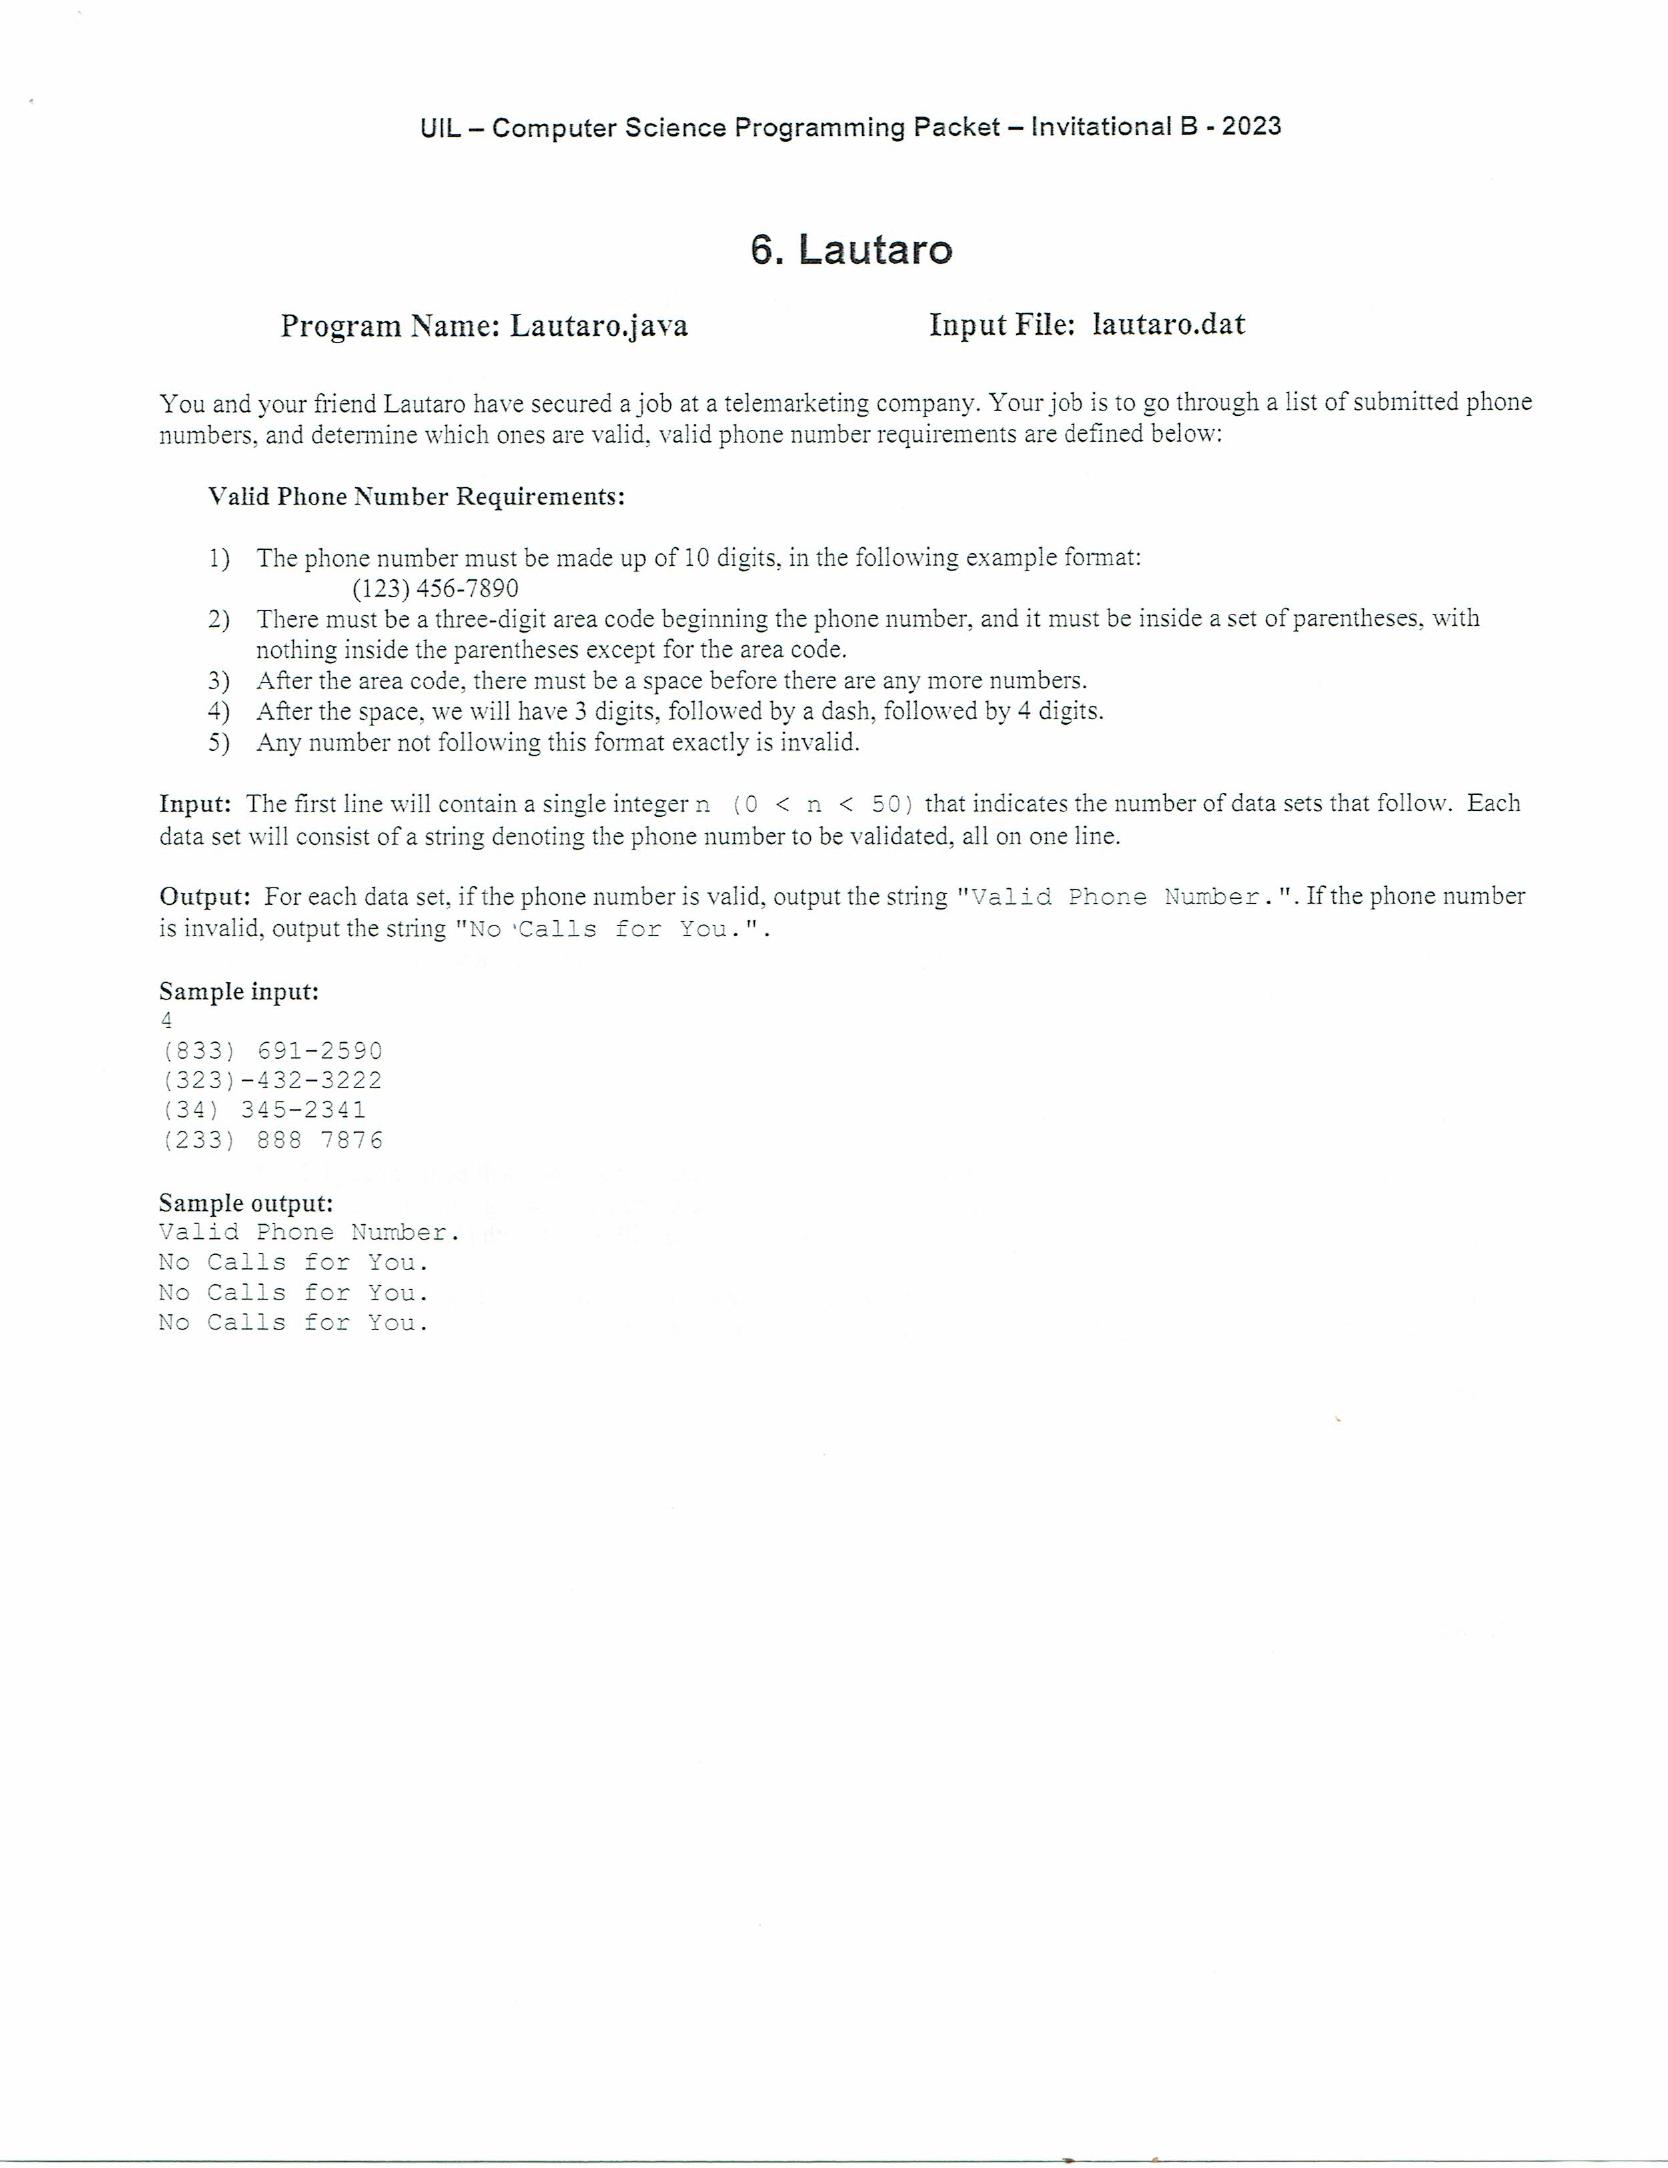 UIL – Computer Science Programming Packet – Invitational B - 2023
6. Lautaro
Program Name: Lautaro.java Input File: lautaro.dat
You and your friend Lautaro have secured a job at a telemarketing company. Your job is to go through a list of submitted phone
numbers, and determine which ones are valid, valid phone number requirements are defined below:
Valid Phone Number Requirements:
1) The phone number must be made up of 10 digits, in the following example format:
(123) 456-7890
2) There must be a three-digit area code beginning the phone number, and it must be inside a set of parentheses, with
nothing inside the parentheses except for the area code.
3) After the area code, there must be a space before there are any more numbers.
4) After the space, we will have 3 digits, followed by a dash, followed by 4 digits.
5) Any number not following this format exactly is invalid.
Input: The first line will contain a single integer n (0 < n < 50) that indicates the number of data sets that follow. Each
data set will consist of a string denoting the phone number to be validated, all on one line.
Output: For each data set, if the phone number is valid, output the string "Valid Phone Number.". If the phone number
is invalid, output the string "No Calls for You.".
Sample input:
4
(833) 691-2590
(323)-432-3222
(34) 345-2341
(233) 888 7876
Sample output:
Valid Phone Number.
No Calls for You.
No Calls for You.
No Calls for You.